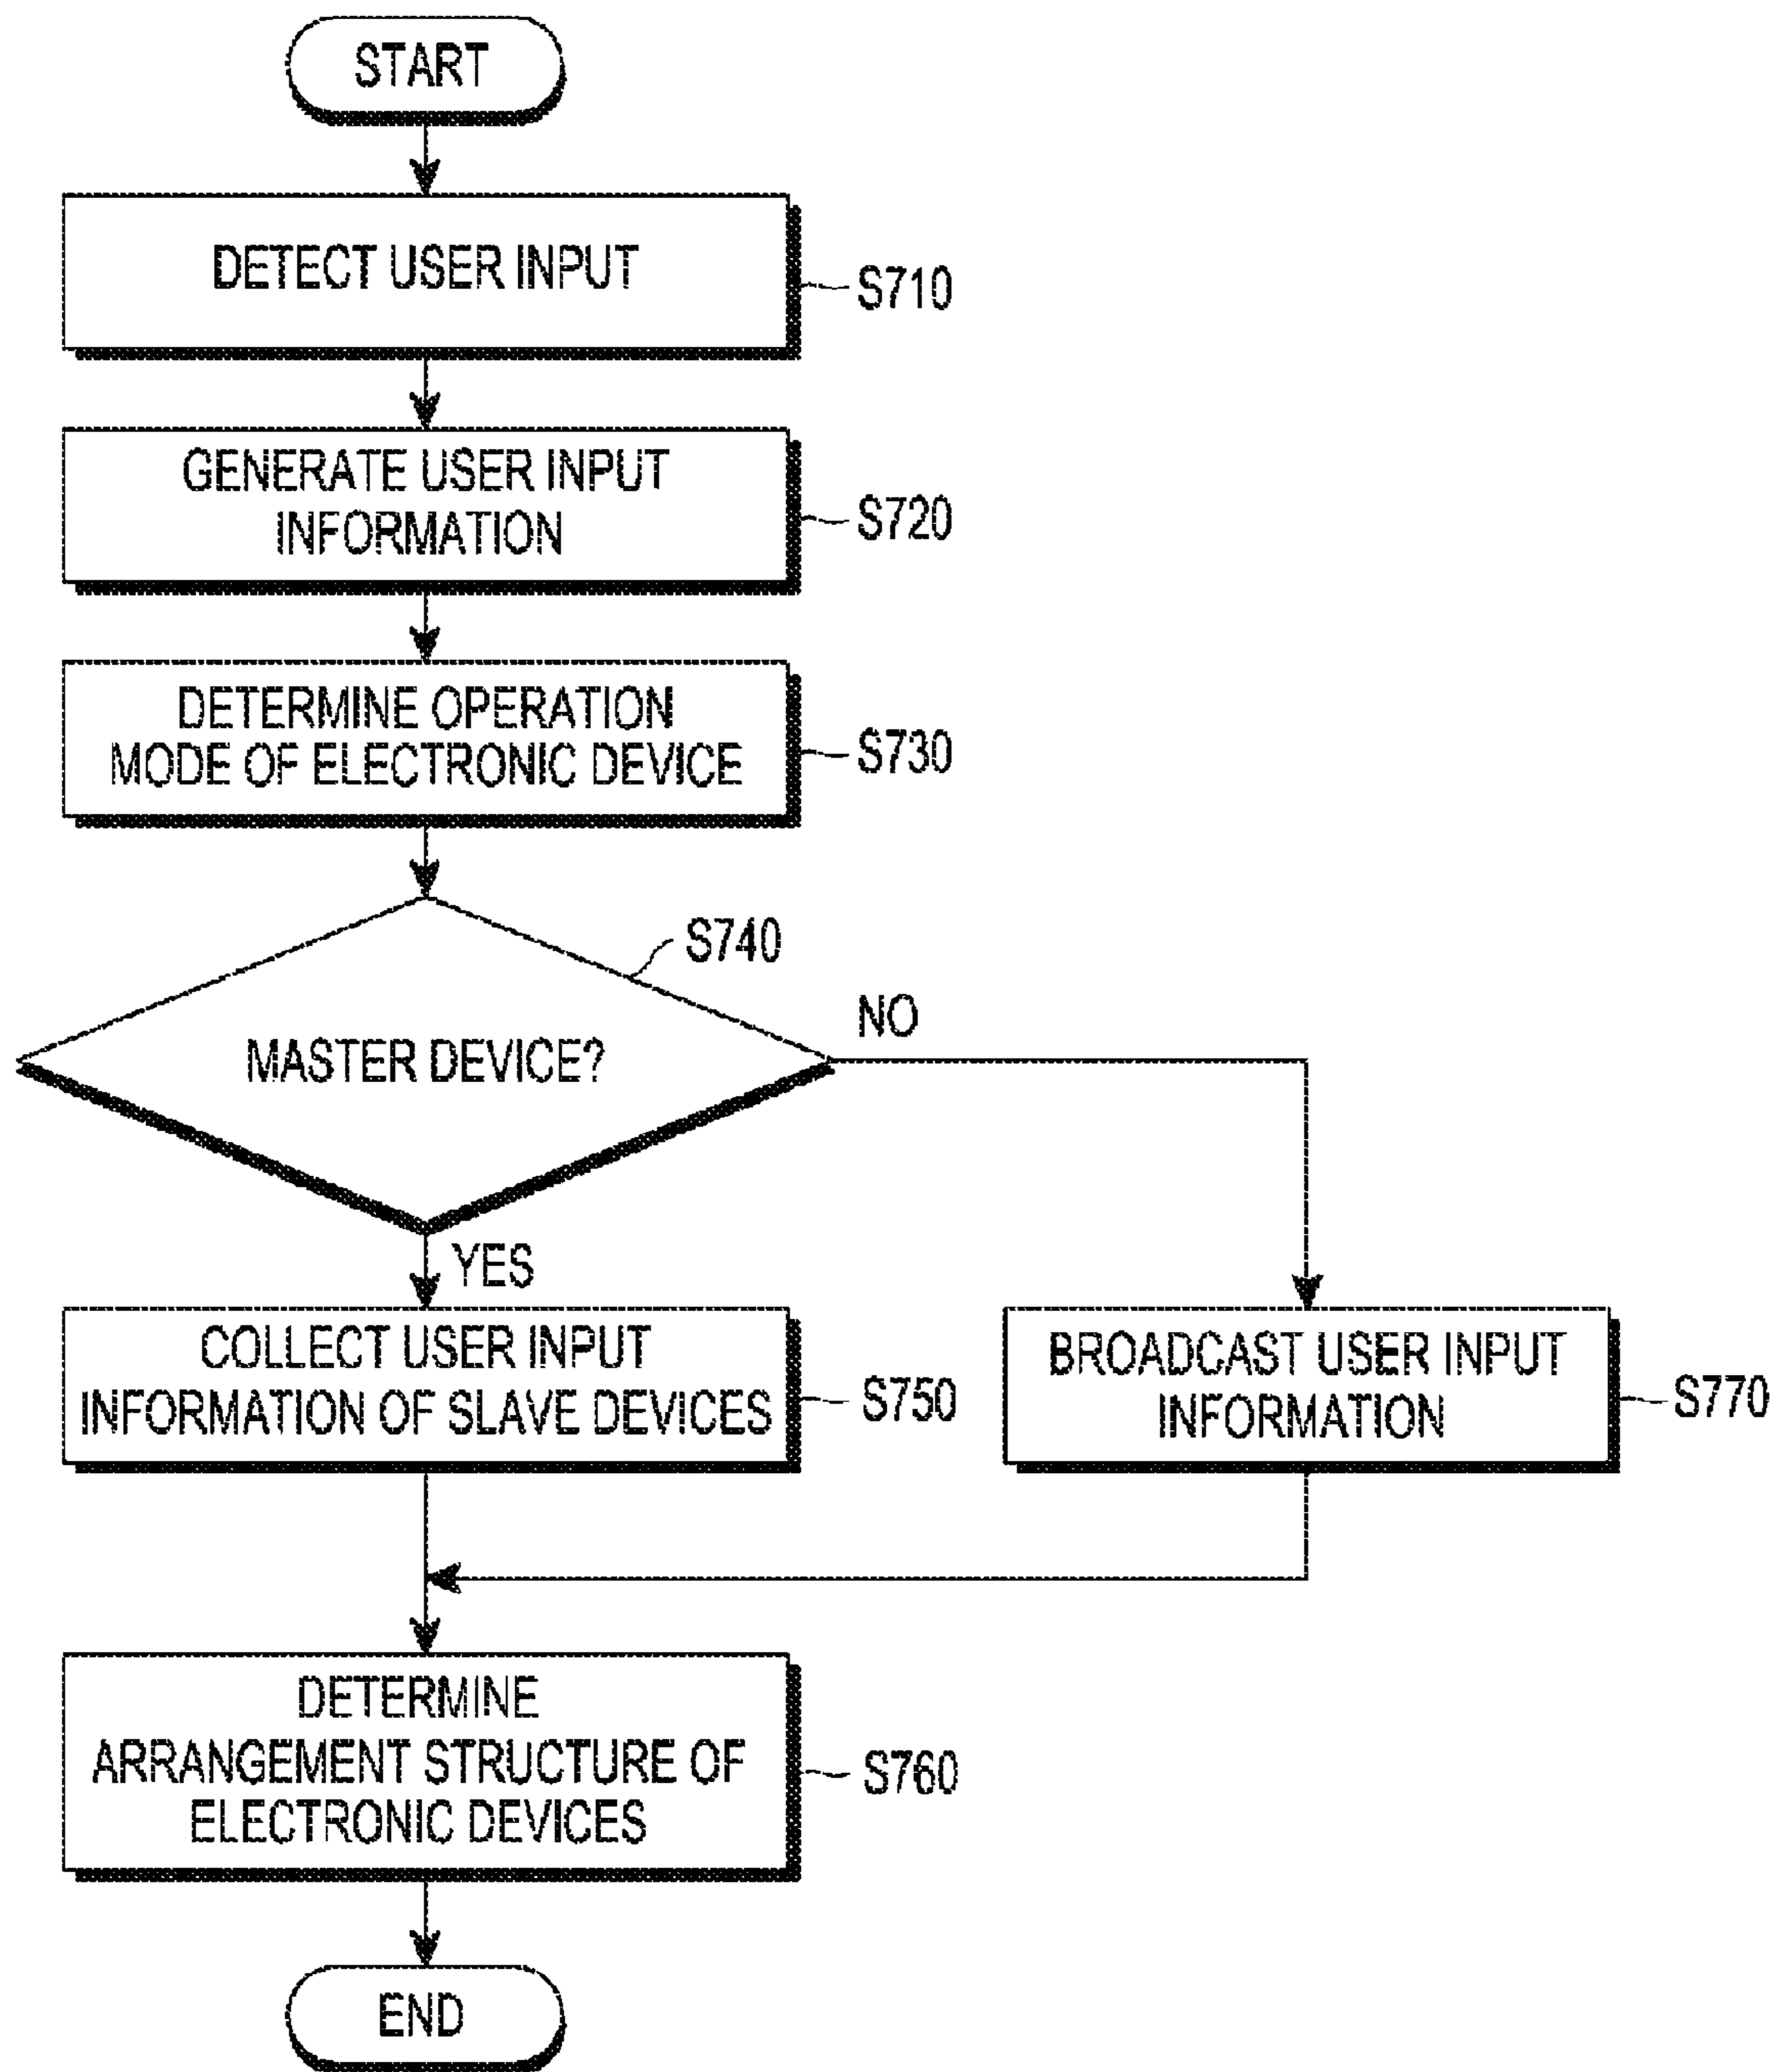 START
DETECT USER INPUT
S710
GENERATE USER INPUT
INFORMATION
S720
DETERMINE OPERATION
MODE OF ELECTRONIC DEVICE
S730
S740
MASTER DEVICE?
NO
YES
COLLECT USER INPUT
INFORMATION OF SLAVE DEVICES
S750
BROADCAST USER INPUT
INFORMATION
S770
DETERMINE
ARRANGEMENT STRUCTURE OF
ELECTRONIC DEVICES
S760
END